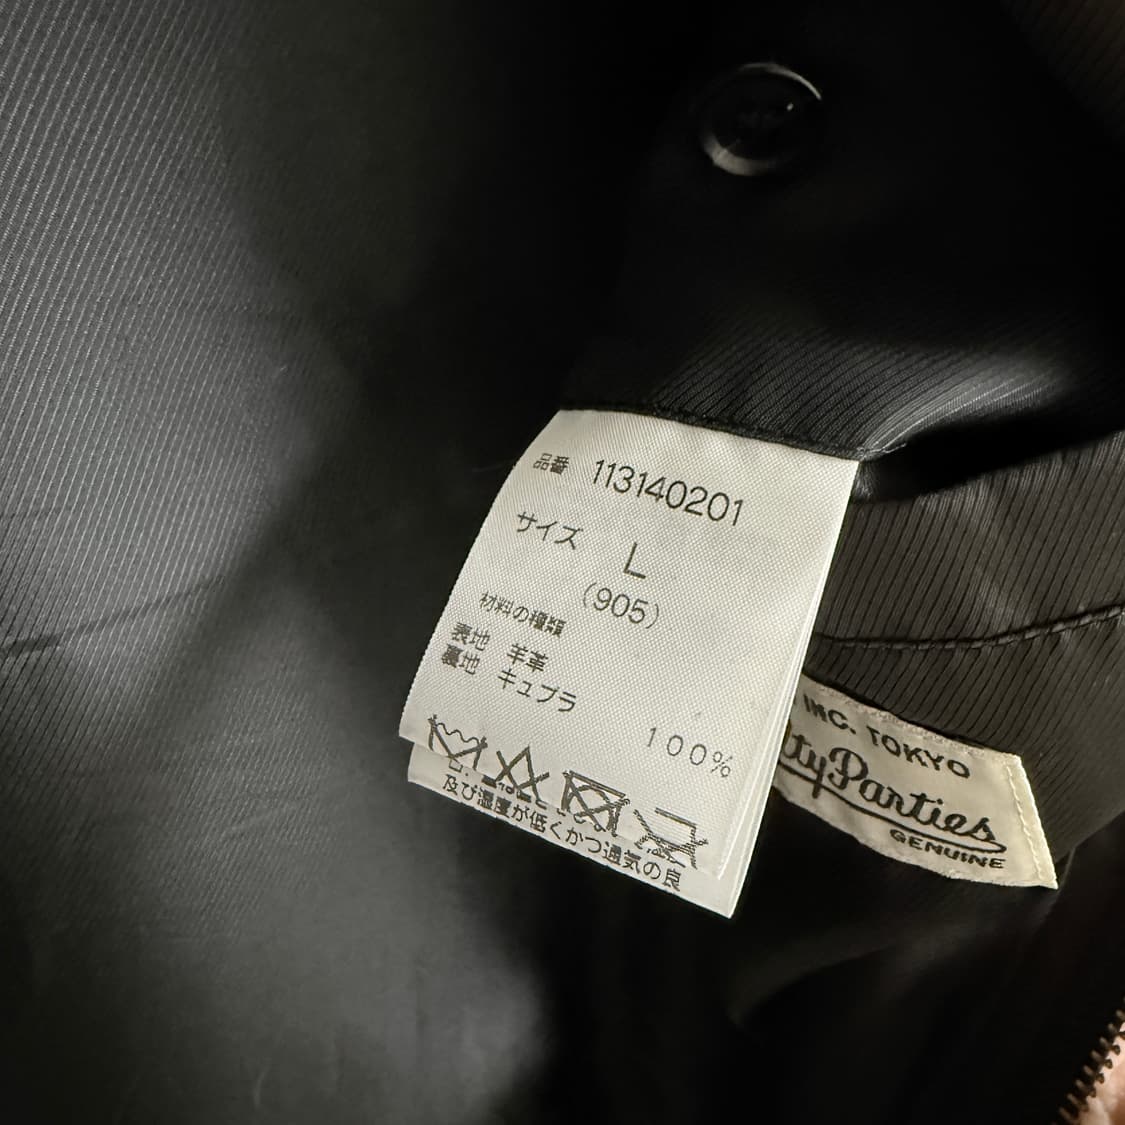 品番 113140201
サイズ L
(905)
材料の種類
表地 羊革
裏地 キュプラ
100%
及び湿度が低くかつ通気の良
INC. TOKYO
Parties
GENUINE